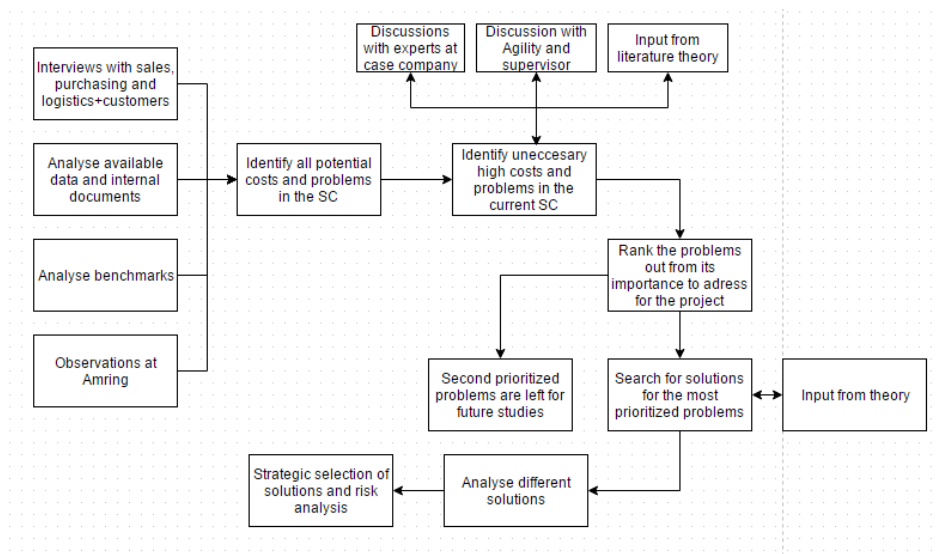 Discussions
with experts at
case company
Discussion with
Agility and
supervisor
Input from
literature theory
Interviews with sales,
purchasing and
logistics+customers
Analyse available
data and internal
documents
Identify all potential
costs and problems
in the SC
Identify uneccesary
high costs and
problems in the
current SC
Analyse benchmarks
Rank the problems
out from its
importance to adress
for the project
Observations at
Amring
Second prioritized
problems are left for
future studies
Search for solutions
for the most
prioritized problems
Input from theory
Strategic selection of
solutions and risk
analysis
Analyse different
solutions